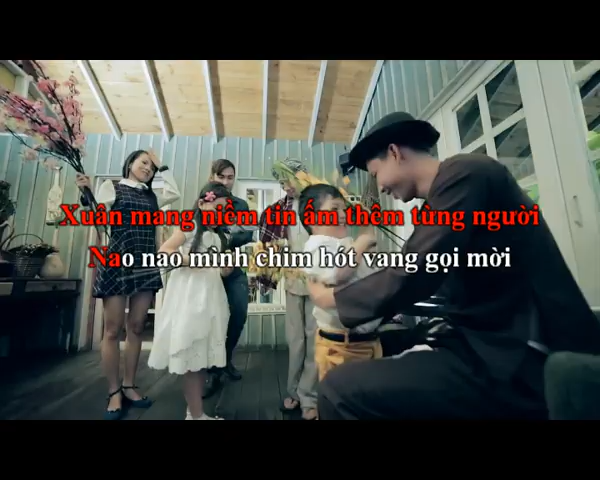 Xuân mang niềm tin ấm thêm từng người
Nao nao mình chim hót vang gọi mời